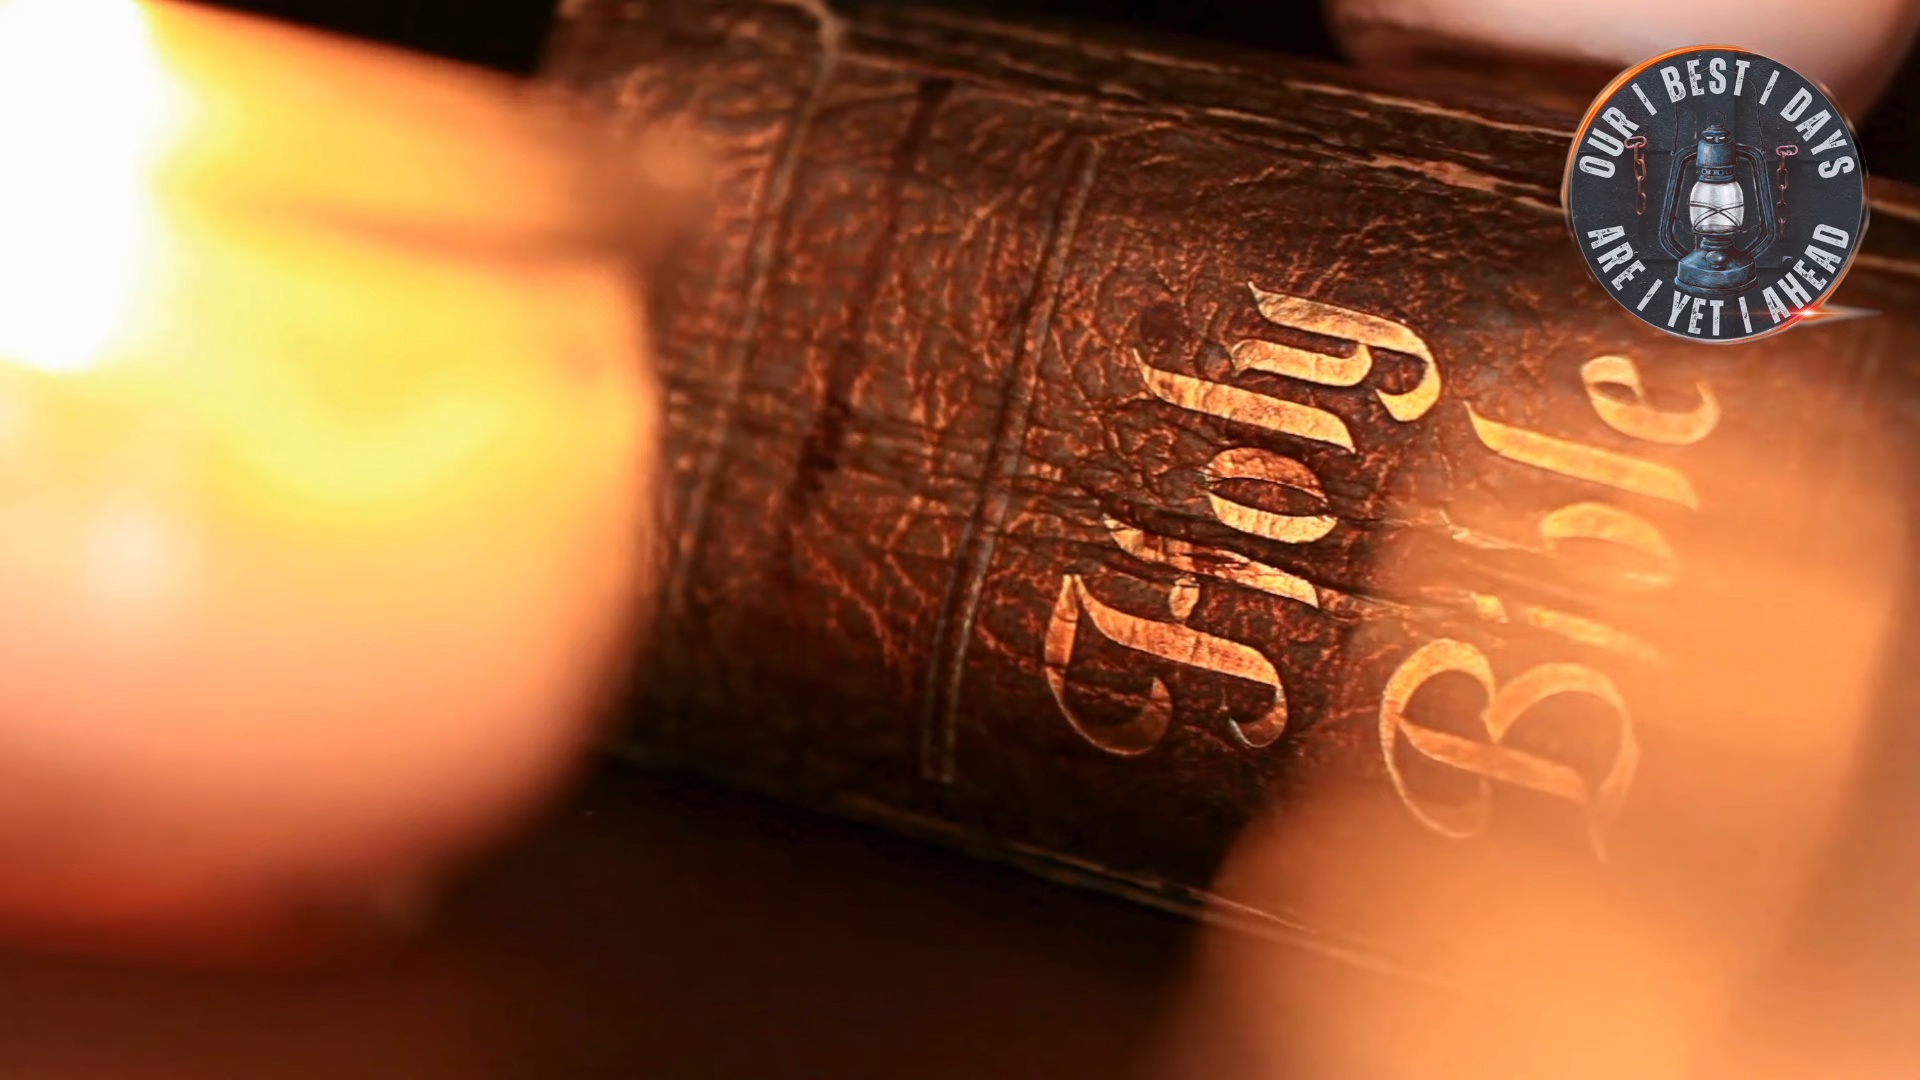 Holy
Bible
OUR | BEST | DAYS
ARE | YET | AHEAD